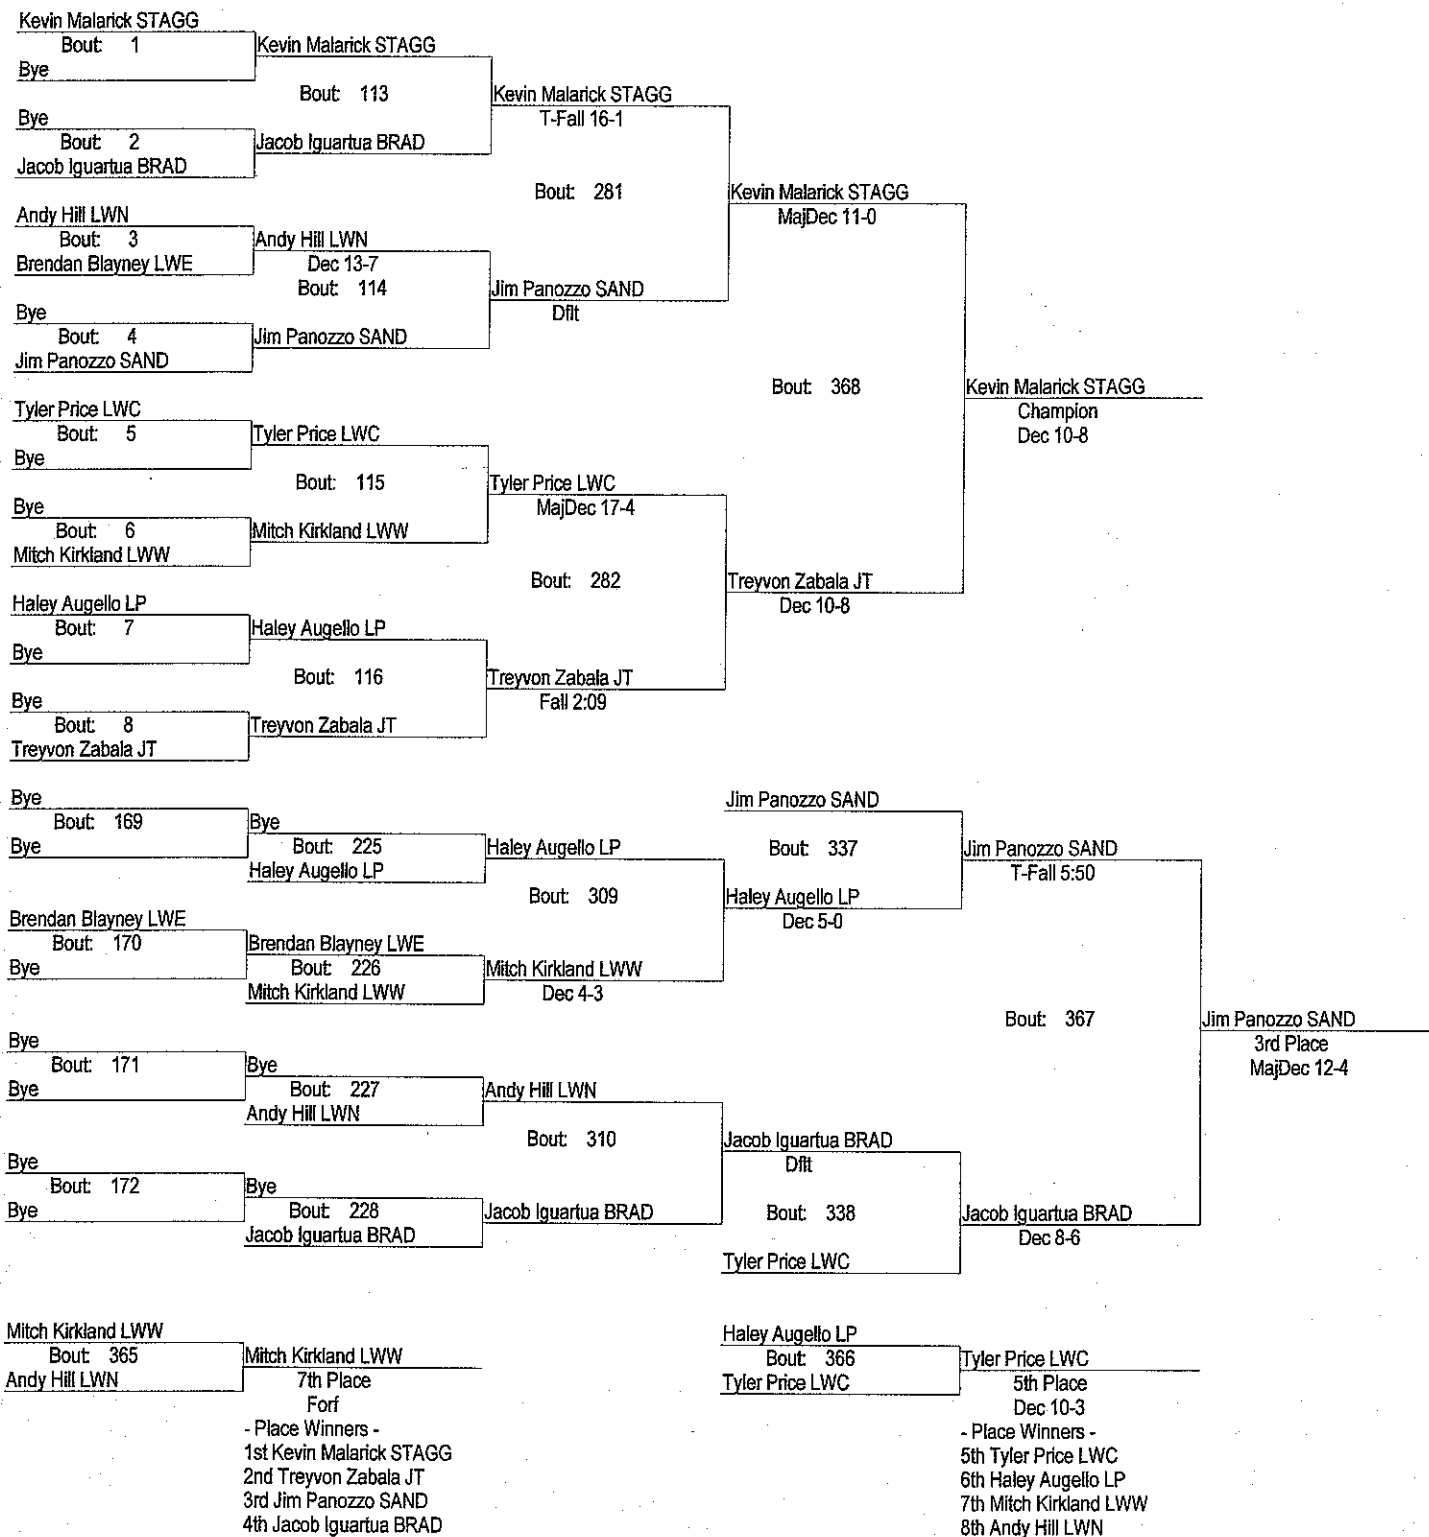 Kevin Malarick STAGG
Bout: 1
Bye
Kevin Malarick STAGG
Bout: 113
Bye
Bout: 2
Jacob Iguartua BRAD
Jacob Iguartua BRAD
Kevin Malarick STAGG
T-Fall 16-1
Bout: 281
Andy Hill LWN
Bout: 3
Brendan Blayney LWE
Andy Hill LWN
Dec 13-7
Bout: 114
Bye
Bout: 4
Jim Panozzo SAND
Jim Panozzo SAND
Jim Panozzo SAND
Dflt
Kevin Malarick STAGG
MajDec 11-0
Bout: 368
Kevin Malarick STAGG
Champion
Dec 10-8
Tyler Price LWC
Bout: 5
Bye
Tyler Price LWC
Bout: 115
Bye
Bout: 6
Mitch Kirkland LWW
Mitch Kirkland LWW
Tyler Price LWC
MajDec 17-4
Bout: 282
Haley Augello LP
Bout: 7
Bye
Haley Augello LP
Bout: 116
Bye
Bout: 8
Treyvon Zabala JT
Treyvon Zabala JT
Treyvon Zabala JT
Fall 2:09
Treyvon Zabala JT
Dec 10-8
Bye
Bout: 169
Bye
Bye
Bout: 225
Haley Augello LP
Haley Augello LP
Bout: 309
Brendan Blayney LWE
Bout: 170
Bye
Brendan Blayney LWE
Bout: 226
Mitch Kirkland LWW
Mitch Kirkland LWW
Dec 4-3
Jim Panozzo SAND
Bout: 337
Haley Augello LP
Dec 5-0
Jim Panozzo SAND
T-Fall 5:50
Bout: 367
Jim Panozzo SAND
3rd Place
MajDec 12-4
Bye
Bout: 171
Bye
Bye
Bout: 227
Andy Hill LWN
Andy Hill LWN
Bout: 310
Bye
Bout: 172
Bye
Bye
Bout: 228
Jacob Iguartua BRAD
Jacob Iguartua BRAD
Jacob Iguartua BRAD
Dflt
Bout: 338
Tyler Price LWC
Jacob Iguartua BRAD
Dec 8-6
Mitch Kirkland LWW
Bout: 365
Andy Hill LWN
Mitch Kirkland LWW
7th Place
Forf
- Place Winners -
1st Kevin Malarick STAGG
2nd Treyvon Zabala JT
3rd Jim Panozzo SAND
4th Jacob Iguartua BRAD
Haley Augello LP
Bout: 366
Tyler Price LWC
Tyler Price LWC
5th Place
Dec 10-3
- Place Winners -
5th Tyler Price LWC
6th Haley Augello LP
7th Mitch Kirkland LWW
8th Andy Hill LWN